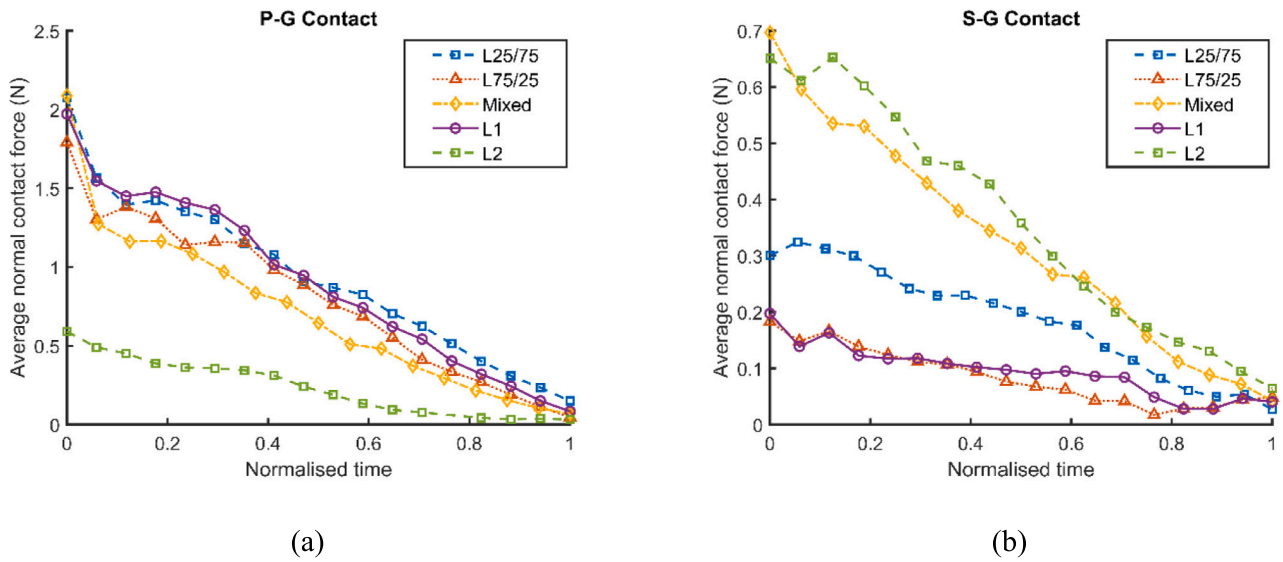 P-G Contact
Average normal contact force (N)
2.5
2
1.5
1
0.5
0
0
0.2
0.4
0.6
0.8
1
Normalised time
L25/75
L75/25
Mixed
L1
L2
(a)
S-G Contact
Average normal contact force (N)
0.7
0.6
0.5
0.4
0.3
0.2
0.1
0
0
0.2
0.4
0.6
0.8
1
Normalised time
L25/75
L75/25
Mixed
L1
L2
(b)